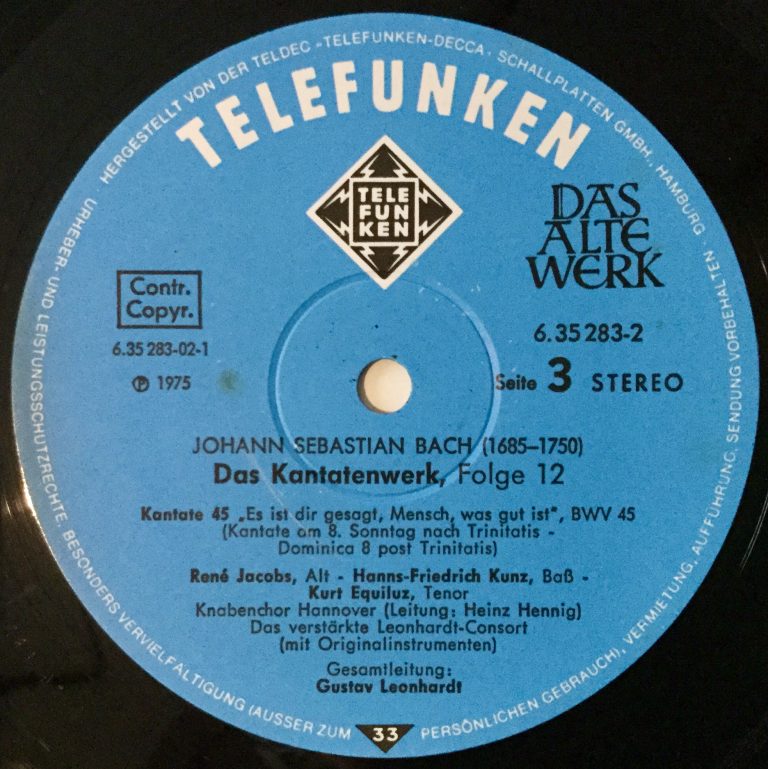 URHEBER- UND LEISTUNGSSCHUTZRECHTE, BESONDERS VERVIELFÄLTIGUNG (AUSSER ZUM PERSÖNLICHEN GEBRAUCH), VERMIETUNG, AUFFÜHRUNG, SENDUNG VORBEHALTEN · HERGESTELLT VON DER TELDEC »TELEFUNKEN-DECCA« SCHALLPLATTEN GMBH., HAMBURG ·
TELEFUNKEN
TELE
FUN
KEN
DAS
ALTE
WERK
Contr.
Copyr.
6.35 283-02-1
℗ 1975
6.35 283-2
Seite 3 STEREO
JOHANN SEBASTIAN BACH (1685–1750)
Das Kantatenwerk, Folge 12
Kantate 45 „Es ist dir gesagt, Mensch, was gut ist", BWV 45
(Kantate am 8. Sonntag nach Trinitatis -
Dominica 8 post Trinitatis)
René Jacobs, Alt - Hanns-Friedrich Kunz, Baß -
Kurt Equiluz, Tenor
Knabenchor Hannover (Leitung: Heinz Hennig)
Das verstärkte Leonhardt-Consort
(mit Originalinstrumenten)
Gesamtleitung:
Gustav Leonhardt
33